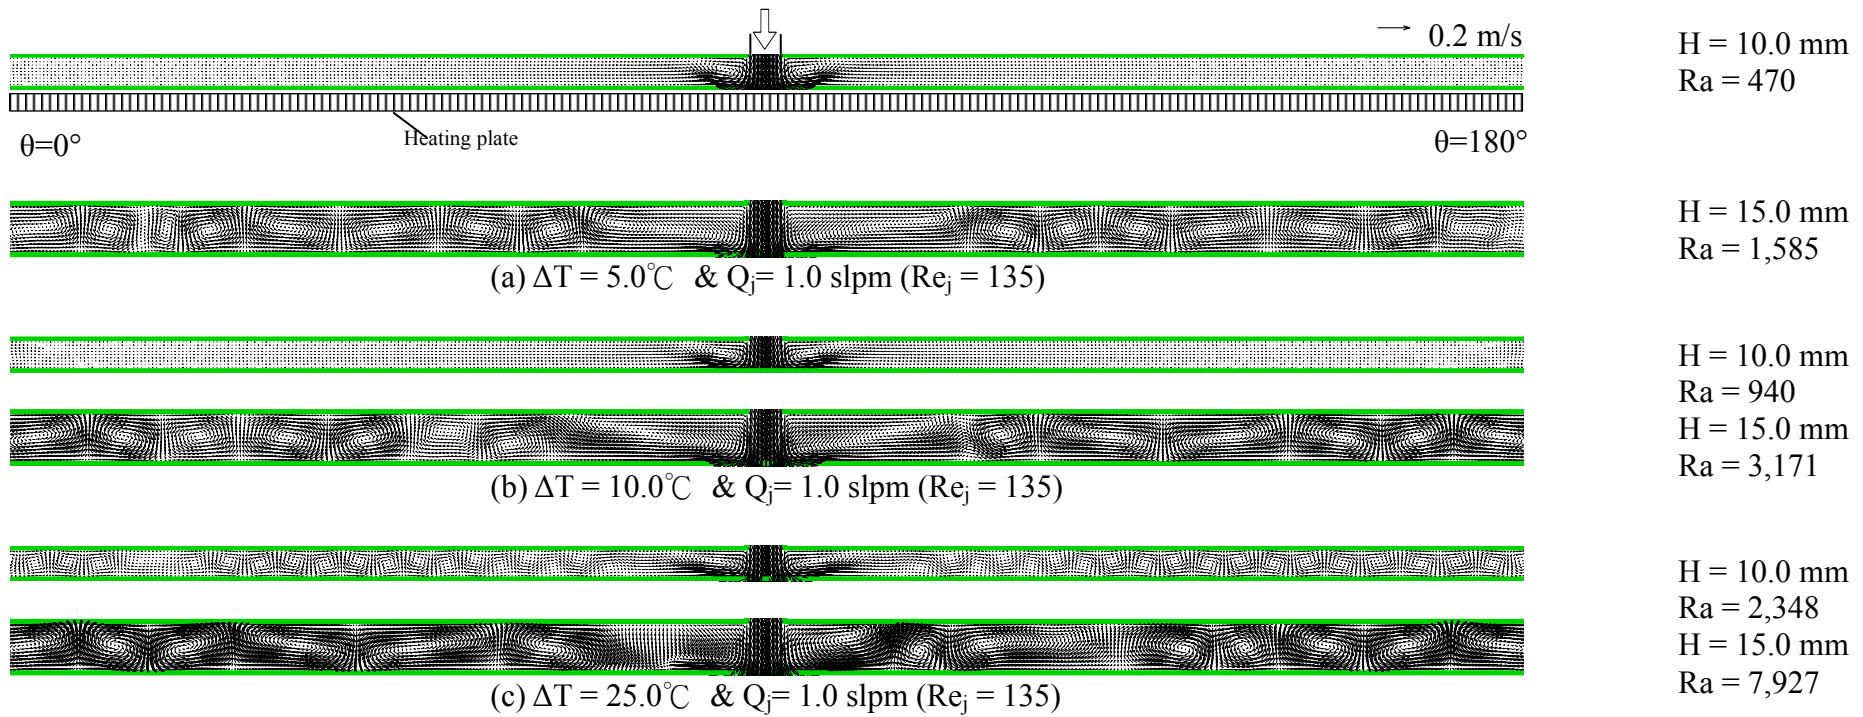 0.2 m/s
H = 10.0 mm
Ra = 470
Heating plate
θ=0°
θ=180°
H = 15.0 mm
Ra = 1,585
(a) ΔT = 5.0℃ & Qj= 1.0 slpm (Rej = 135)
H = 10.0 mm
Ra = 940
H = 15.0 mm
Ra = 3,171
(b) ΔT = 10.0℃ & Qj= 1.0 slpm (Rej = 135)
H = 10.0 mm
Ra = 2,348
H = 15.0 mm
Ra = 7,927
(c) ΔT = 25.0℃ & Qj= 1.0 slpm (Rej = 135)